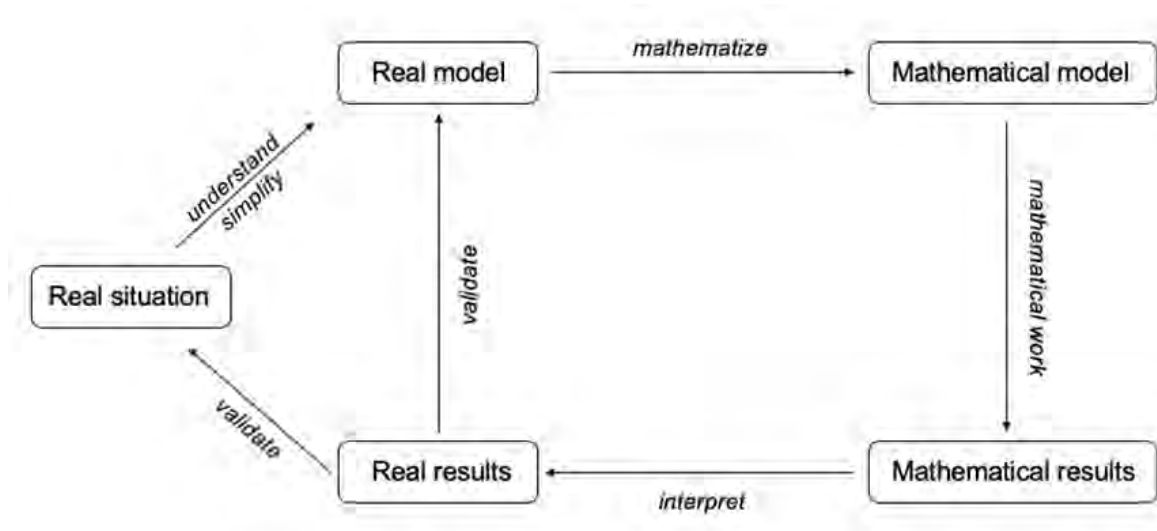 mathematize
Real model
Mathematical model
understand
simplify
validate
mathematical work
Real situation
validate
Real results
Mathematical results
interpret